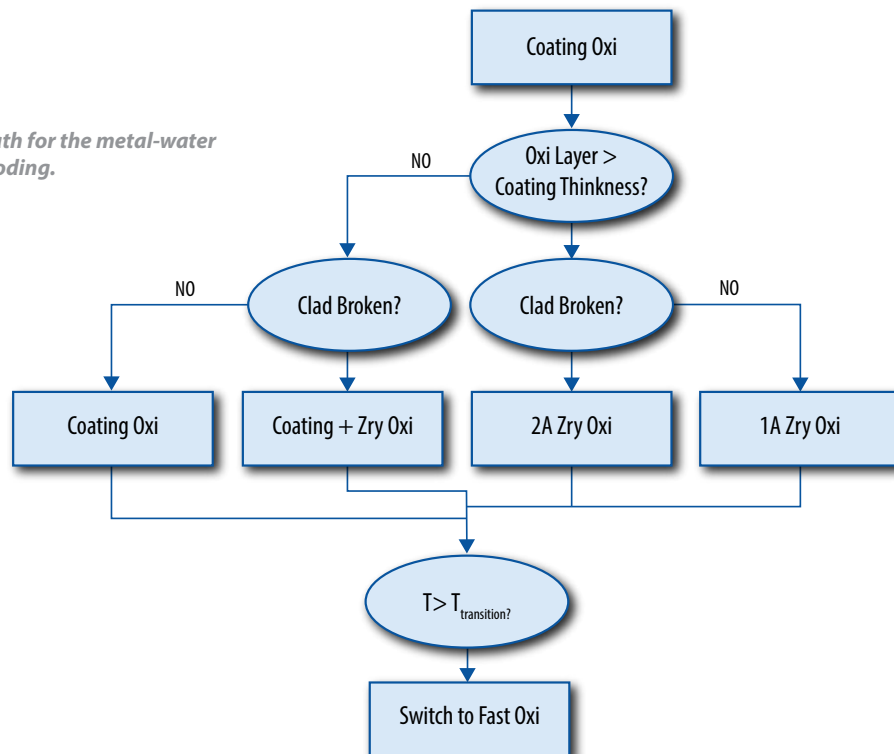 Coating Oxi
th for the metal-water
oding.
Oxi Layer >
Coating Thinkness?
NO
Clad Broken?
Clad Broken?
NO
NO
Coating Oxi
Coating + Zry Oxi
2A Zry Oxi
1A Zry Oxi
T> Ttransition?
Switch to Fast Oxi